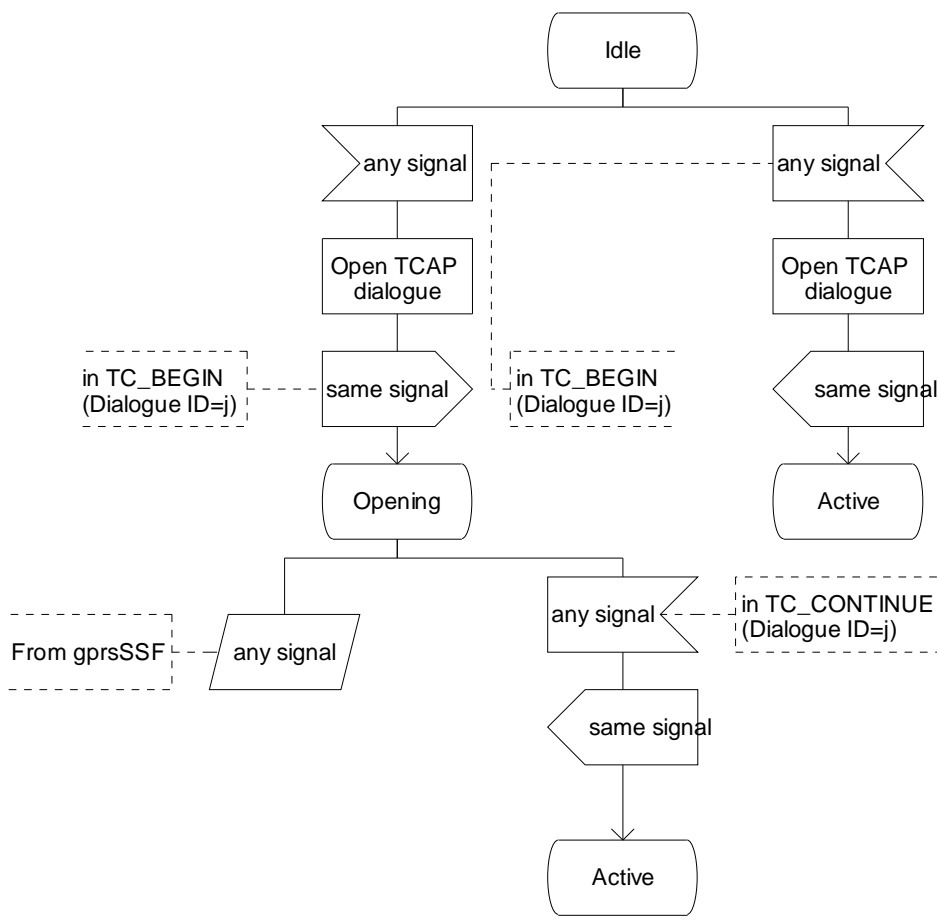 Idle
any signal
any signal
Open TCAP
dialogue
Open TCAP
dialogue
in TC_BEGIN
(Dialogue ID=j)
same signal
in TC_BEGIN
(Dialogue ID=j)
same signal
Opening
Active
any signal
in TC_CONTINUE
(Dialogue ID=j)
From gprsSSF
any signal
same signal
Active